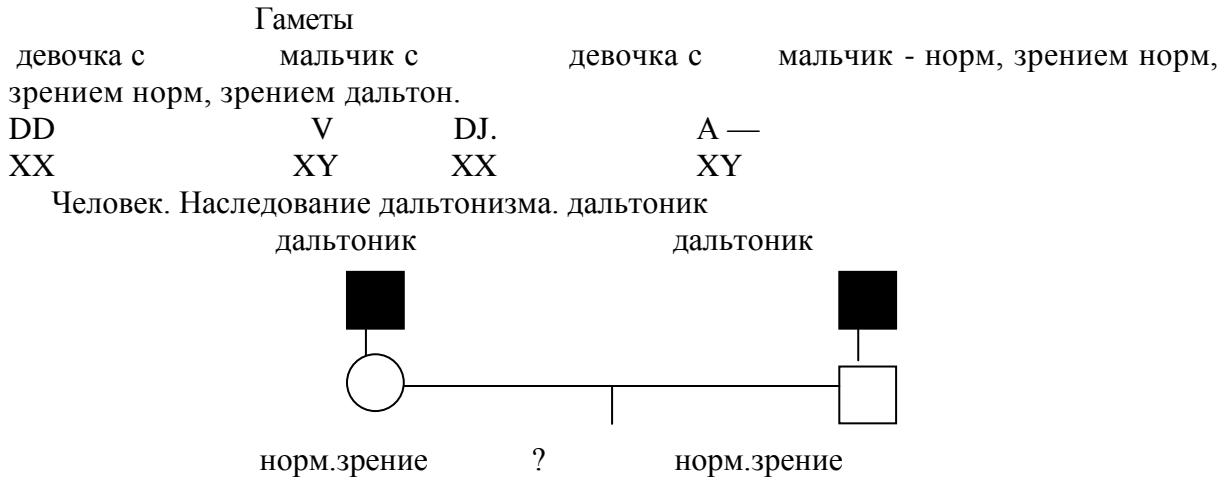 Гаметы
девочка с мальчик с девочка с мальчик - норм, зрением норм,
зрением норм, зрением дальтон.
DD V DJ. A —
XX XY XX XY
Человек. Наследование дальтонизма. дальтоник
дальтоник дальтоник
норм.зрение ? норм.зрение